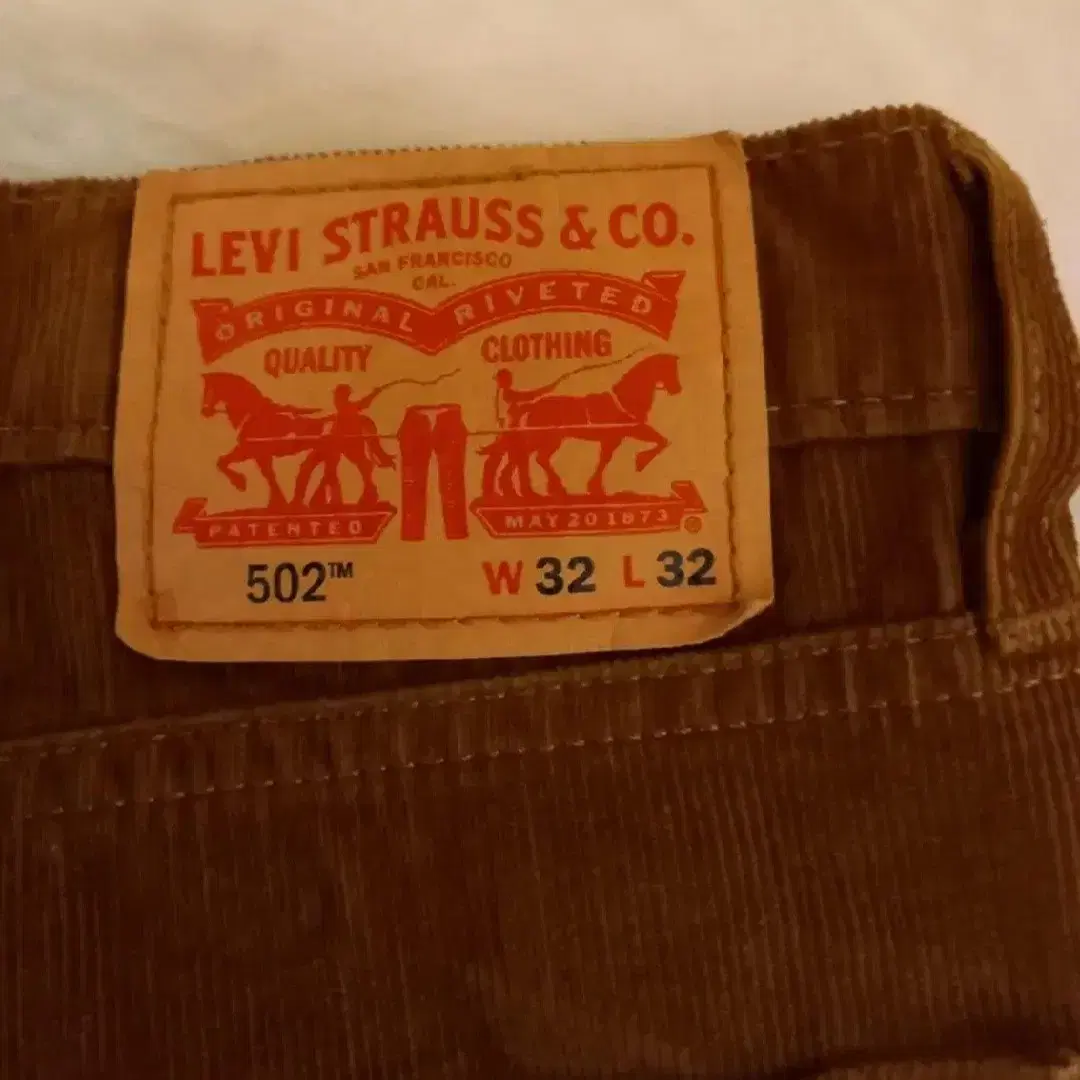 LEVI STRAUSS & CO.
SAN FRANCISCO
CAL.
ORIGINAL RIVETED
QUALITY CLOTHING
PATENTED MAY 20 1873 ®
502™ W 32 L 32